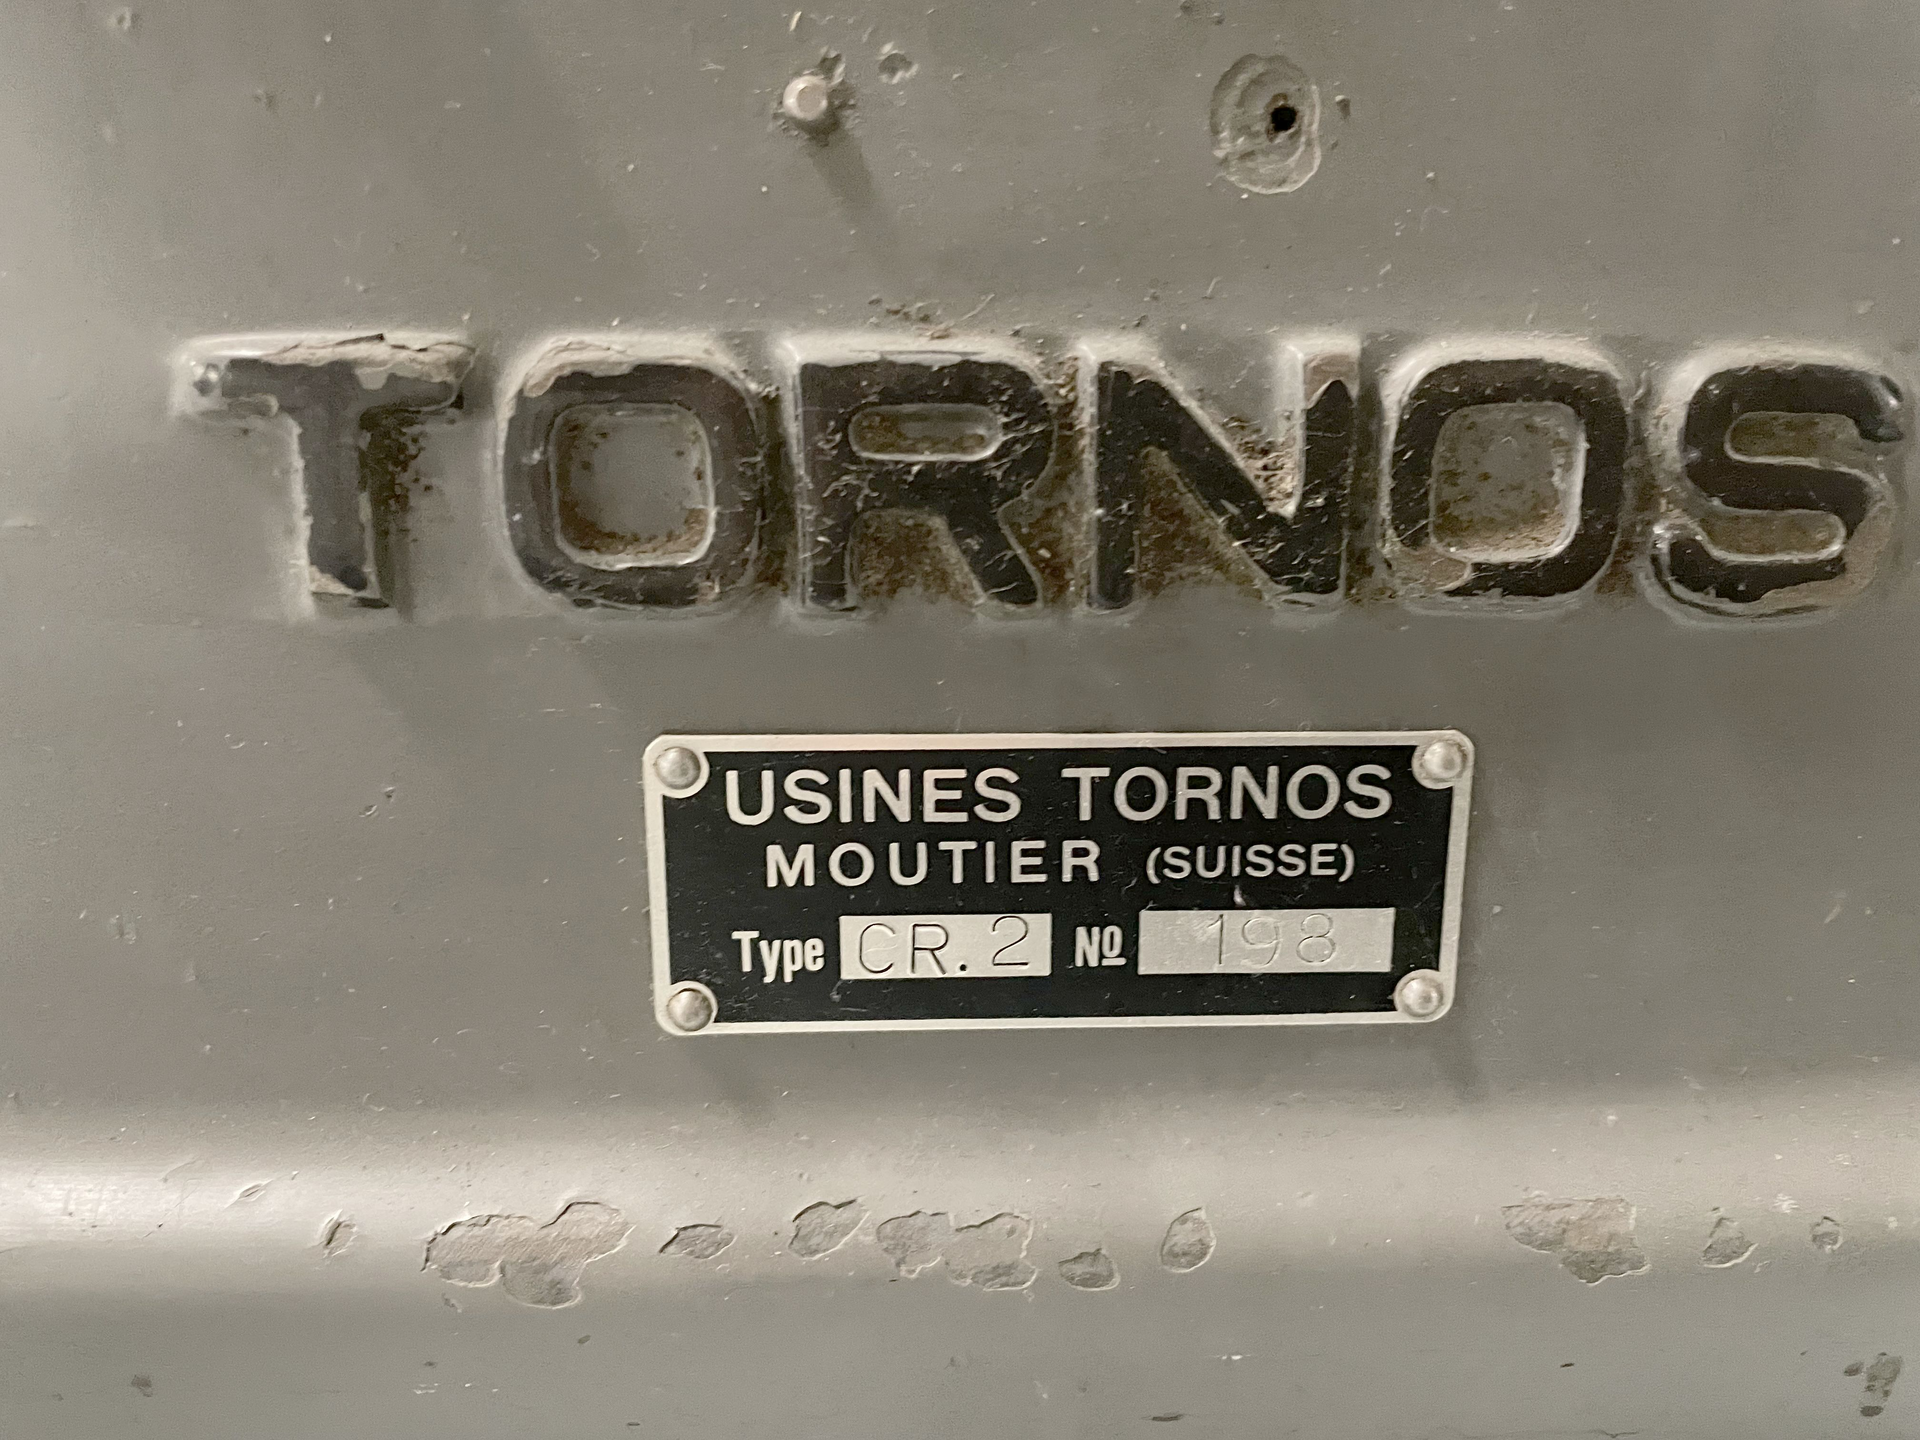 TORNOS
USINES TORNOS
MOUTIER (SUISSE)
Type CR.2 No 198